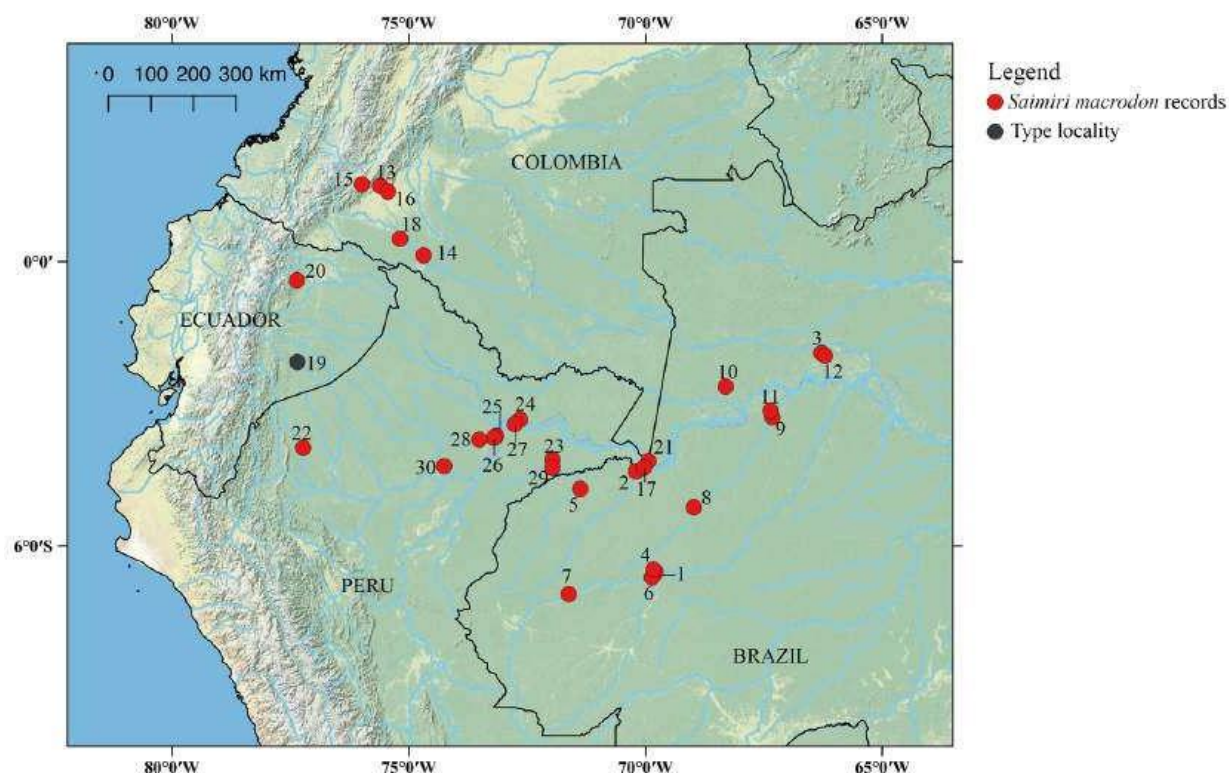 80°0'W 75°0'W 70°0'W 65°0'W
0 100 200 300 km
Legend
Saimiri macrodon records
Type locality
COLOMBIA
15 13
16
18
14
0°0'
20
ECUADOR
19
3
12
10
11
9
25 24
28 27
26
22
30
23
29
21
2 17
5
8
6°0'S
4
1
6
7
PERU
BRAZIL
80°0'W 75°0'W 70°0'W 65°0'W